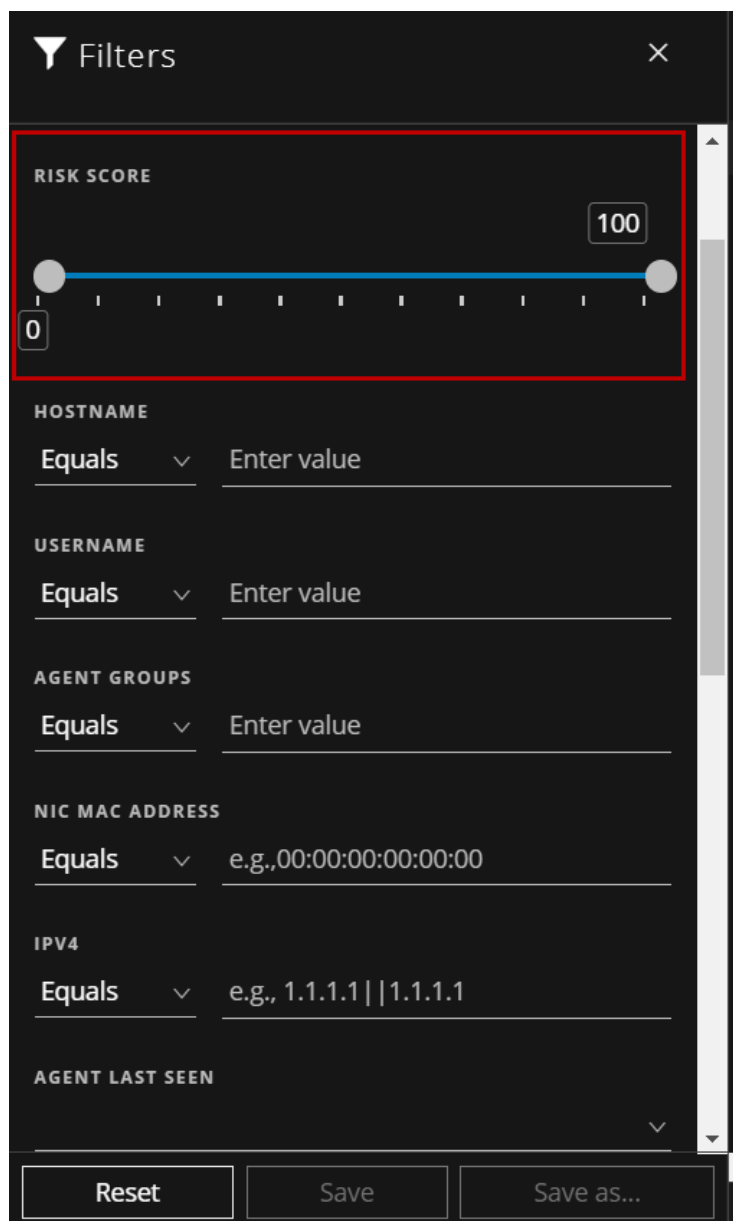 Filters
RISK SCORE
100
0
HOSTNAME
Equals Enter value
USERNAME
Equals Enter value
AGENT GROUPS
Equals Enter value
NIC MAC ADDRESS
Equals e.g.,00:00:00:00:00:00
IPV4
Equals e.g., 1.1.1.1||1.1.1.1
AGENT LAST SEEN
Reset Save Save as...